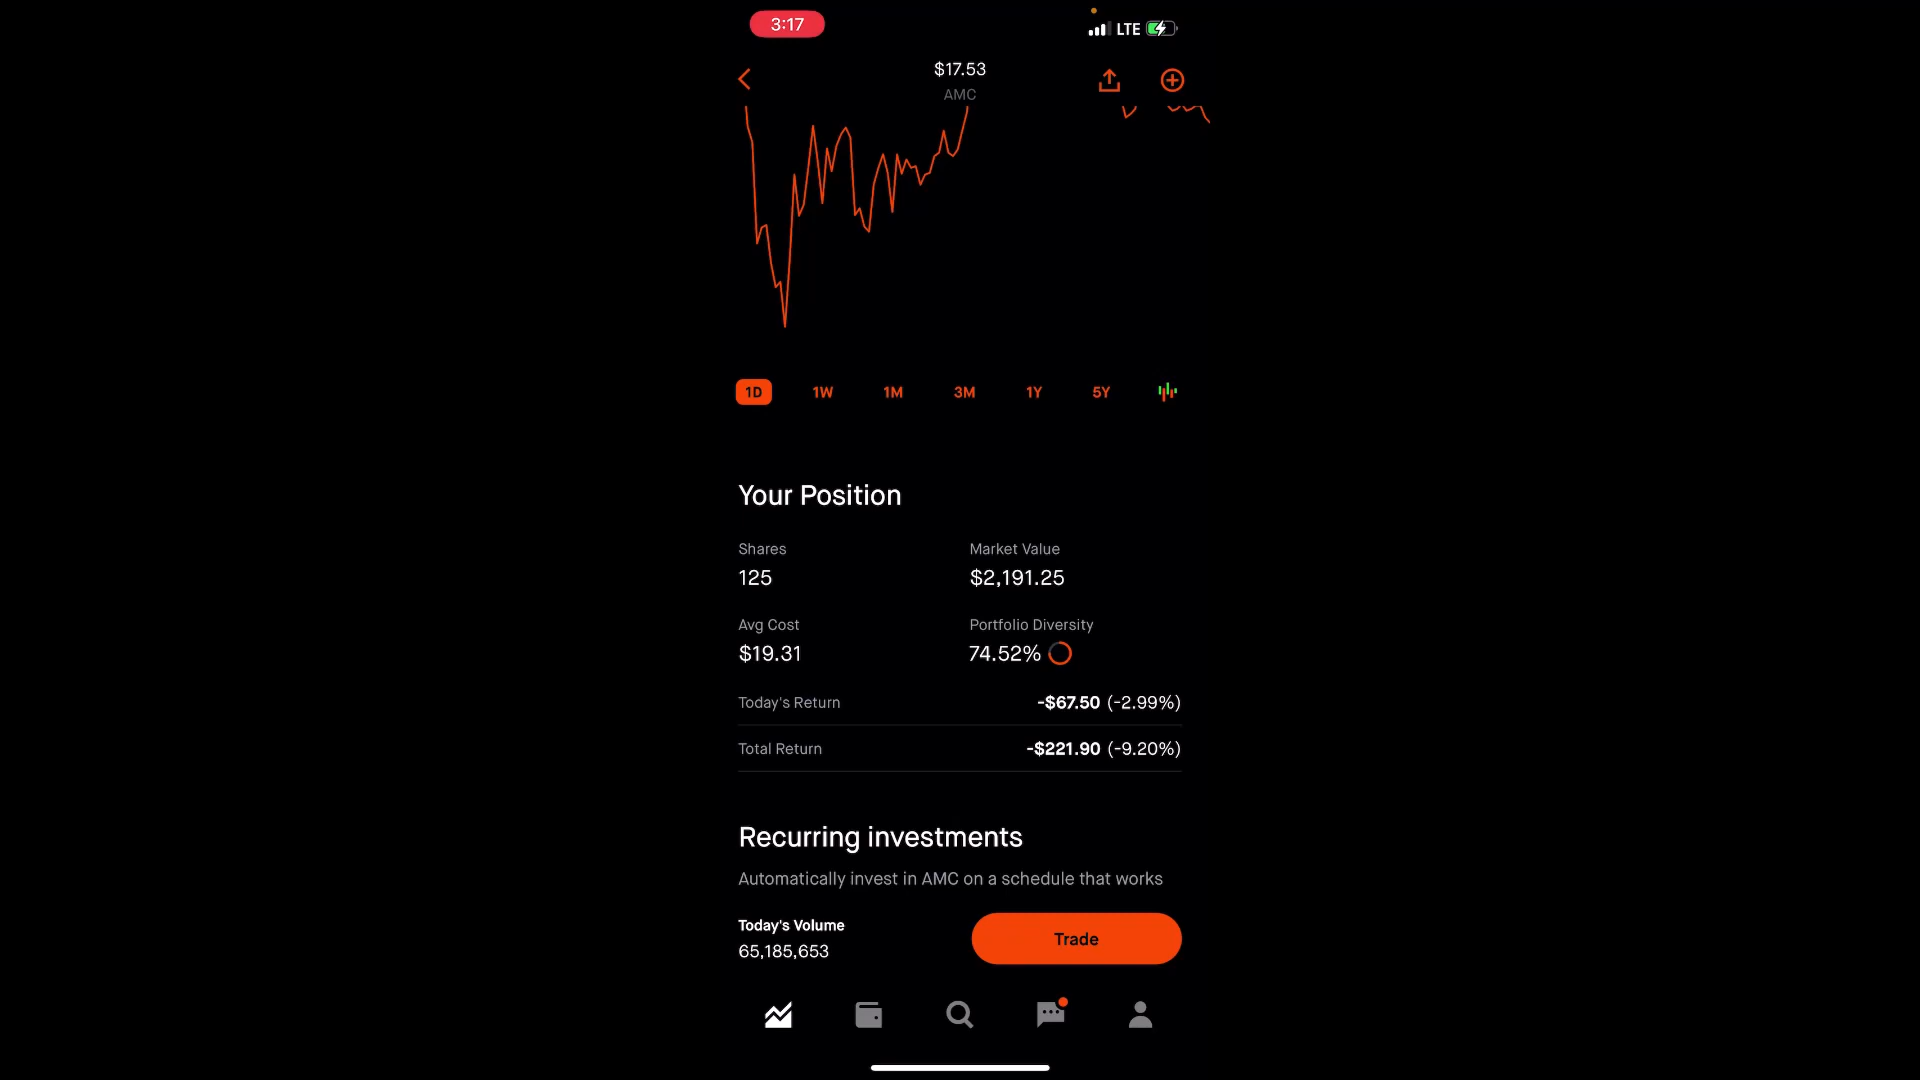 3:17
LTE
$17.53
AMC
1D 1W 1M 3M 1Y 5Y
Your Position
Shares Market Value
125 $2,191.25
Avg Cost Portfolio Diversity
$19.31 74.52%
Today's Return -$67.50 (-2.99%)
Total Return -$221.90 (-9.20%)
Recurring investments
Automatically invest in AMC on a schedule that works
Today's Volume
65,185,653
Trade